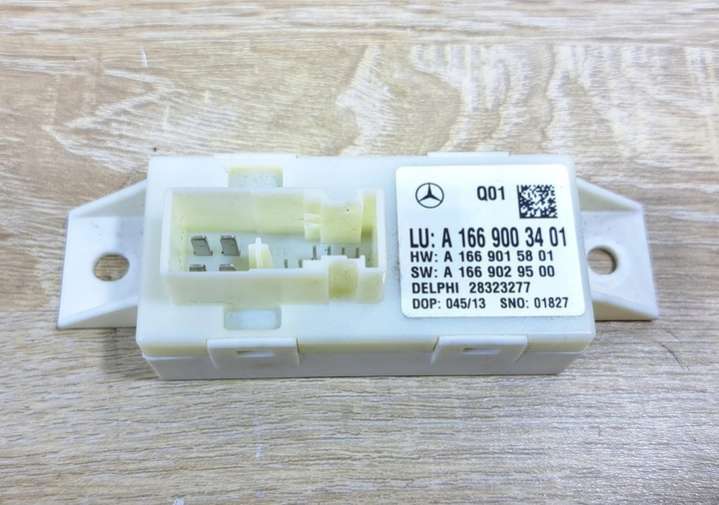 Q01
LU: A 166 900 34 01
HW: A 166 901 58 01
SW: A 166 902 95 00
DELPHI 28323277
DOP: 045/13 SNO: 01827